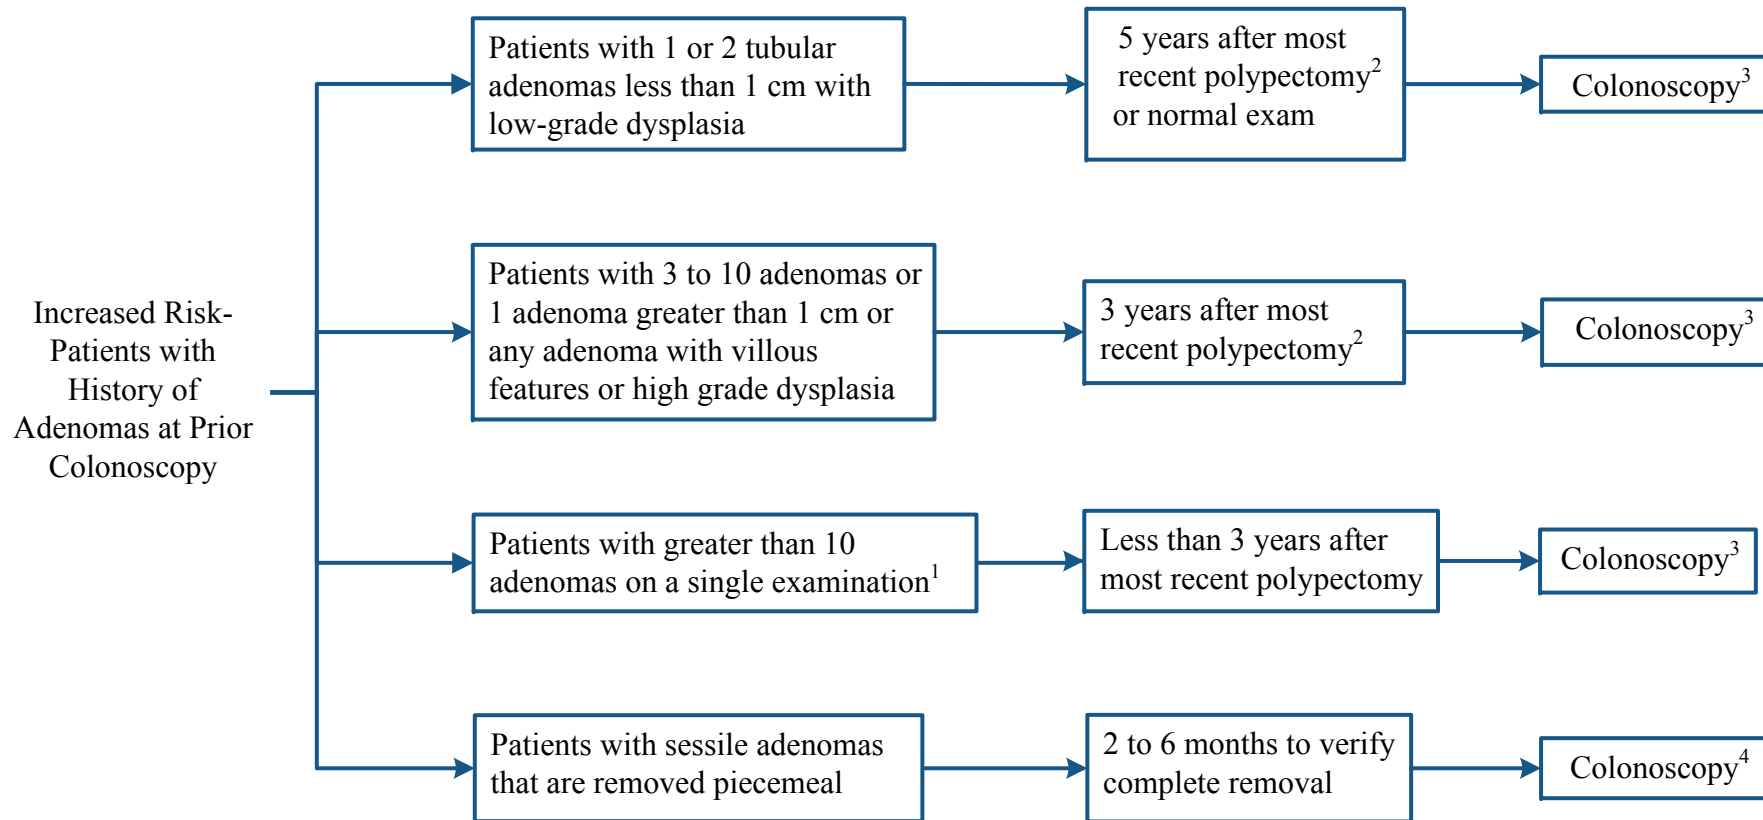 Increased Risk-
Patients with
History of
Adenomas at Prior
Colonoscopy
Patients with 1 or 2 tubular
adenomas less than 1 cm with
low-grade dysplasia
5 years after most
recent polypectomy²
or normal exam
Colonoscopy³
Patients with 3 to 10 adenomas or
1 adenoma greater than 1 cm or
any adenoma with villous
features or high grade dysplasia
3 years after most
recent polypectomy²
Colonoscopy³
Patients with greater than 10
adenomas on a single examination¹
Less than 3 years after
most recent polypectomy
Colonoscopy³
Patients with sessile adenomas
that are removed piecemeal
2 to 6 months to verify
complete removal
Colonoscopy⁴